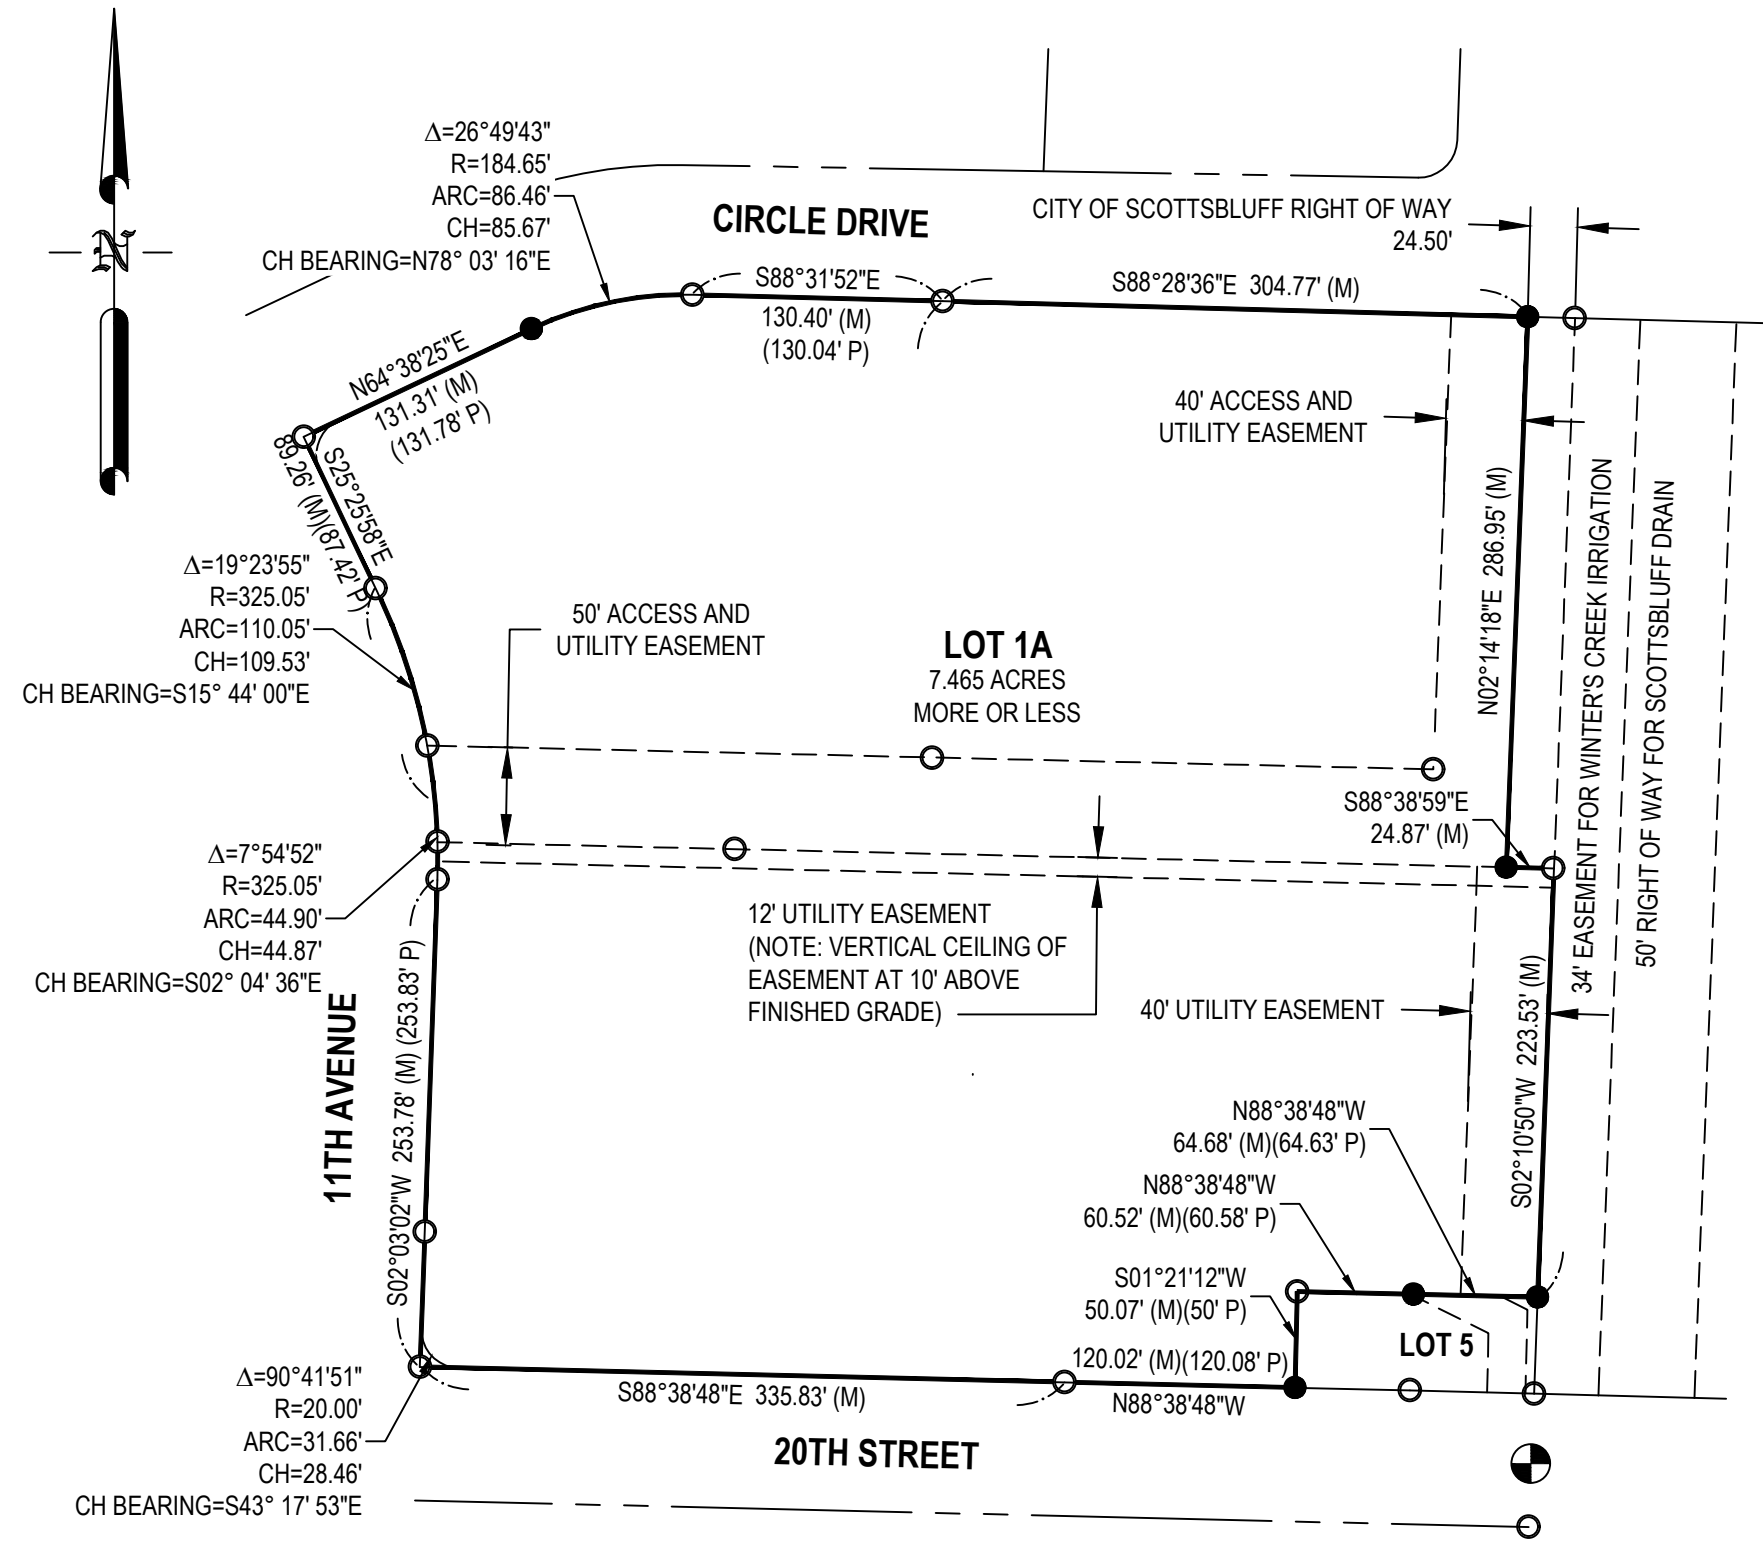 Δ=26°49'43"
R=184.65'
ARC=86.46'
CH=85.67'
CH BEARING=N78° 03' 16"E
CIRCLE DRIVE
CITY OF SCOTTSBLUFF RIGHT OF WAY
24.50'
N
S88°31'52"E
130.40' (M)
(130.04' P)
S88°28'36"E 304.77' (M)
N64°38'25"E
131.31' (M)
(131.78' P)
40' ACCESS AND
UTILITY EASEMENT
S25°25'58"E
89.26' (M)(87.42' P)
Δ=19°23'55"
R=325.05'
ARC=110.05'
CH=109.53'
CH BEARING=S15° 44' 00"E
50' ACCESS AND
UTILITY EASEMENT
LOT 1A
7.465 ACRES
MORE OR LESS
N02°14'18"E 286.95' (M)
34' EASEMENT FOR WINTER'S CREEK IRRIGATION
50' RIGHT OF WAY FOR SCOTTSBLUFF DRAIN
S88°38'59"E
24.87' (M)
Δ=7°54'52"
R=325.05'
ARC=44.90'
CH=44.87'
CH BEARING=S02° 04' 36"E
12' UTILITY EASEMENT
(NOTE: VERTICAL CEILING OF
EASEMENT AT 10' ABOVE
FINISHED GRADE)
40' UTILITY EASEMENT
11TH AVENUE
S02°03'02"W 253.78' (M) (253.83' P)
S02°10'50"W 223.53' (M)
N88°38'48"W
64.68' (M)(64.63' P)
N88°38'48"W
60.52' (M)(60.58' P)
S01°21'12"W
50.07' (M)(50' P)
LOT 5
120.02' (M)(120.08' P)
N88°38'48"W
S88°38'48"E 335.83' (M)
Δ=90°41'51"
R=20.00'
ARC=31.66'
CH=28.46'
CH BEARING=S43° 17' 53"E
20TH STREET